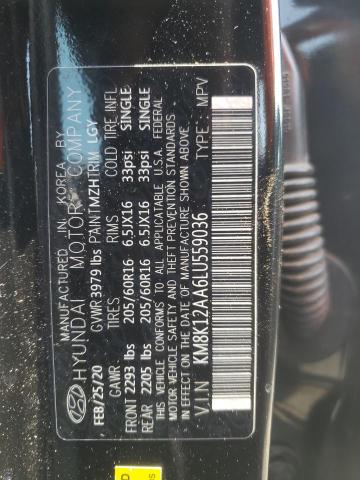 MANUFACTURED IN KOREA BY
HYUNDAI MOTOR COMPANY
FEB/25/20 GVWR 3979 lbs PAINT MZH TRIM LGY
GAWR TIRES RIMS COLD TIRE INFL
FRONT 2293 lbs 205/60R16 6.5JX16 33psi SINGLE
REAR 2205 lbs 205/60R16 6.5JX16 33psi SINGLE
THIS VEHICLE CONFORMS TO ALL APPLICABLE U.S.A. FEDERAL
MOTOR VEHICLE SAFETY, BUMPER, AND THEFT PREVENTION
STANDARDS IN EFFECT ON THE DATE OF MANUFACTURE SHOWN ABOVE.
V.I.N : KM8K12AA6LU559036 TYPE: MPV